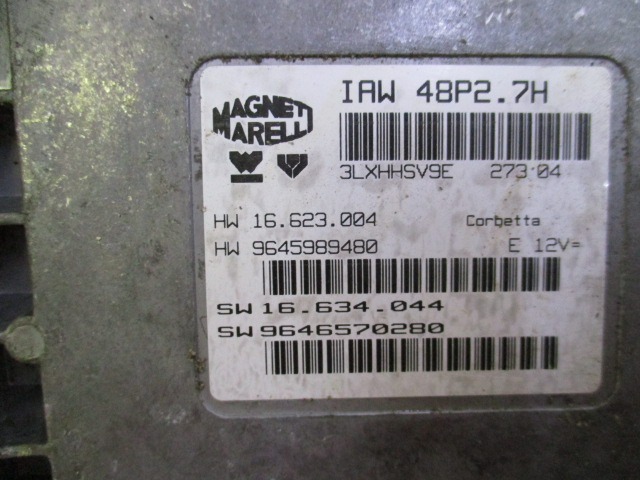 MAGNETI
MARELLI
IAW 48P2.7H
3LXHHSV9E 273 04
HW 16.623.004 Corbetta
HW 9645989480 E 12V=
SW 16.634.044
SW 9646570280